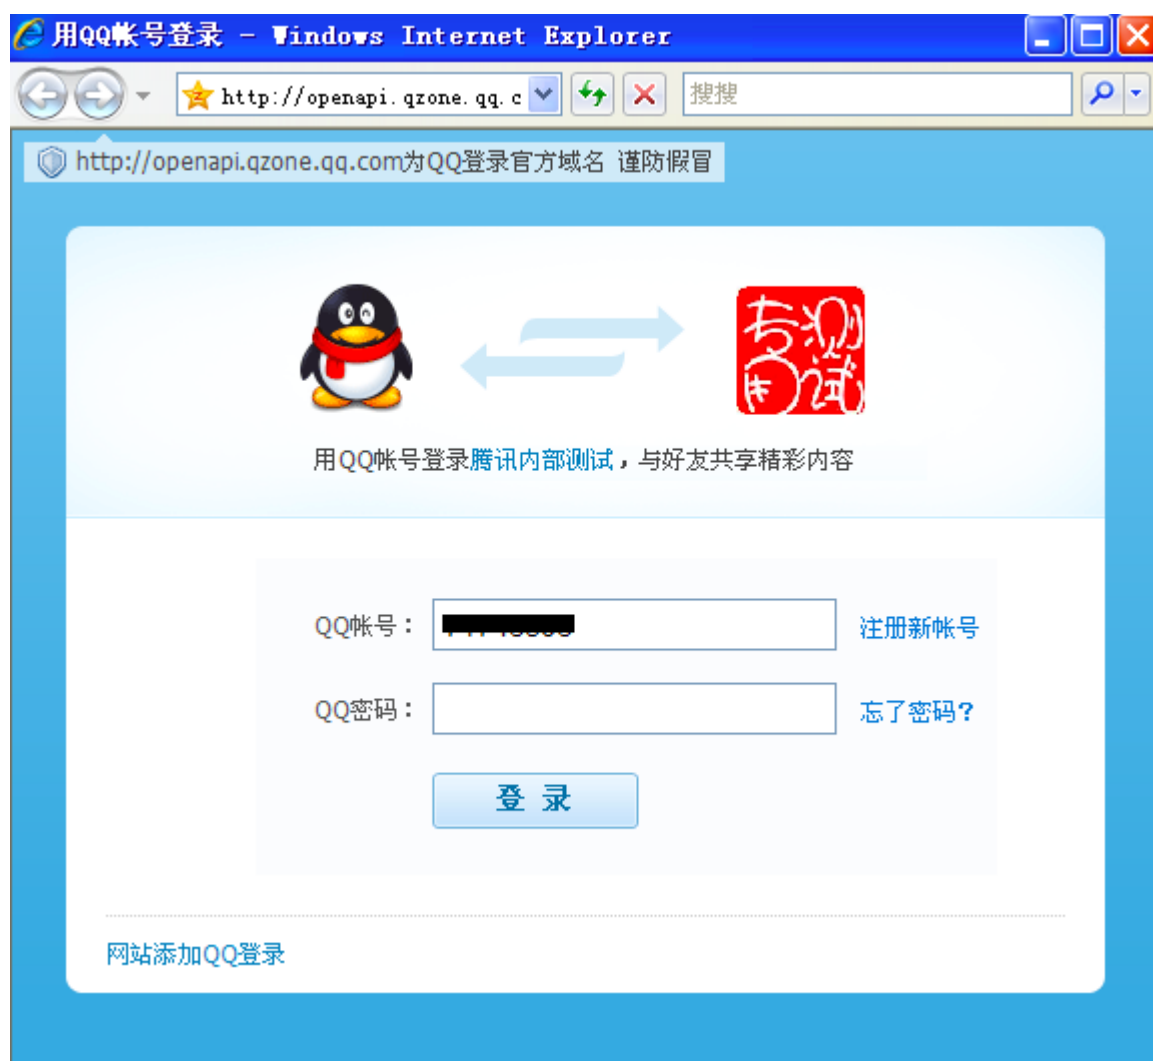 用QQ帐号登录 - Windows Internet Explorer
http://openapi.qzone.qq.c
搜搜
http://openapi.qzone.qq.com为QQ登录官方域名 谨防假冒
专用测试
用QQ帐号登录腾讯内部测试，与好友共享精彩内容
QQ帐号：
注册新帐号
QQ密码：
忘了密码?
登 录
网站添加QQ登录